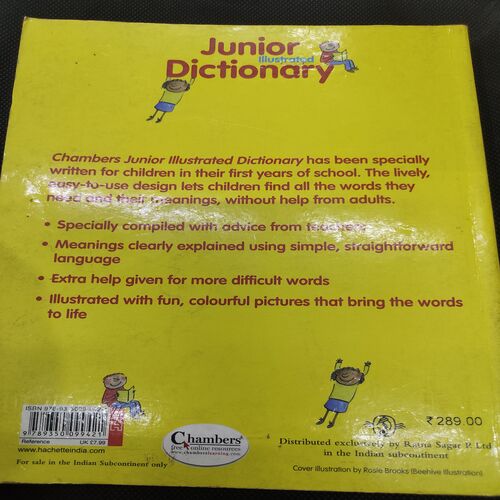 Junior
Illustrated
Dictionary
Chambers Junior Illustrated Dictionary has been specially
written for children in their first years of school. The lively,
easy-to-use design lets children find all the words they
need and their meanings, without help from adults.
• Specially compiled with advice from teachers
• Meanings clearly explained using simple, straightforward
language
• Extra help given for more difficult words
• Illustrated with fun, colourful pictures that bring the words
to life
9789350099421
Reference UK £7.99
www.hachetteindia.com
For sale in the Indian Subcontinent only
Chambers
free online resources
www.chamberslearning.com
₹ 289.00
Distributed exclusively by Ratna Sagar P. Ltd
in the Indian subcontinent
Cover illustration by Rosie Brooks (Beehive Illustration)